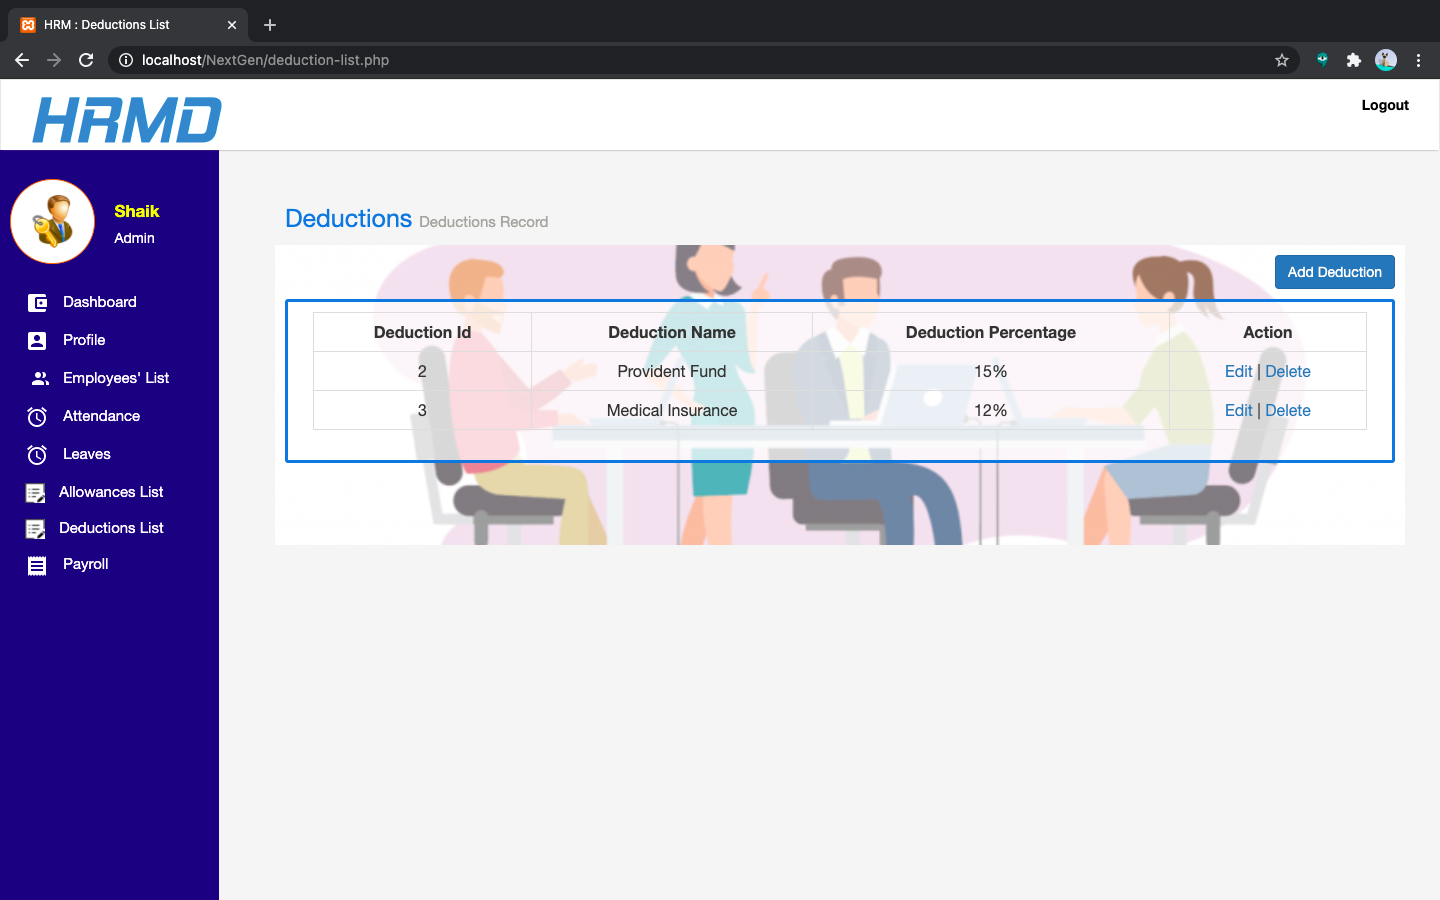 HRM : Deductions List
localhost/NextGen/deduction-list.php
HRMD
Logout
Shaik
Admin
Dashboard
Profile
Employees' List
Attendance
Leaves
Allowances List
Deductions List
Payroll
Deductions Deductions Record
Add Deduction
Deduction Id Deduction Name Deduction Percentage Action
2 Provident Fund 15% Edit | Delete
3 Medical Insurance 12% Edit | Delete